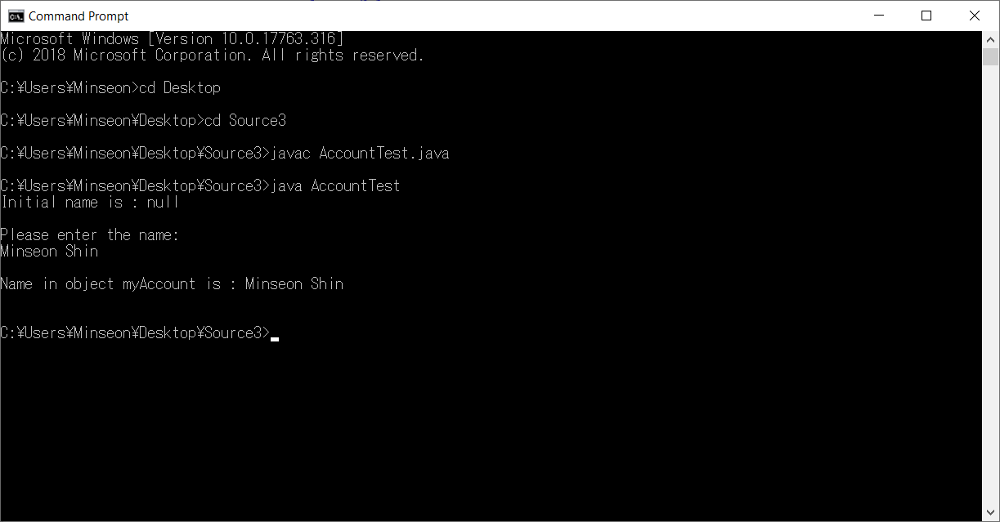 Command Prompt
Microsoft Windows [Version 10.0.17763.316]
(c) 2018 Microsoft Corporation. All rights reserved.
C:¥Users¥Minseon>cd Desktop
C:¥Users¥Minseon¥Desktop>cd Source3
C:¥Users¥Minseon¥Desktop¥Source3>javac AccountTest.java
C:¥Users¥Minseon¥Desktop¥Source3>java AccountTest
Initial name is : null
Please enter the name:
Minseon Shin
Name in object myAccount is : Minseon Shin
C:¥Users¥Minseon¥Desktop¥Source3>